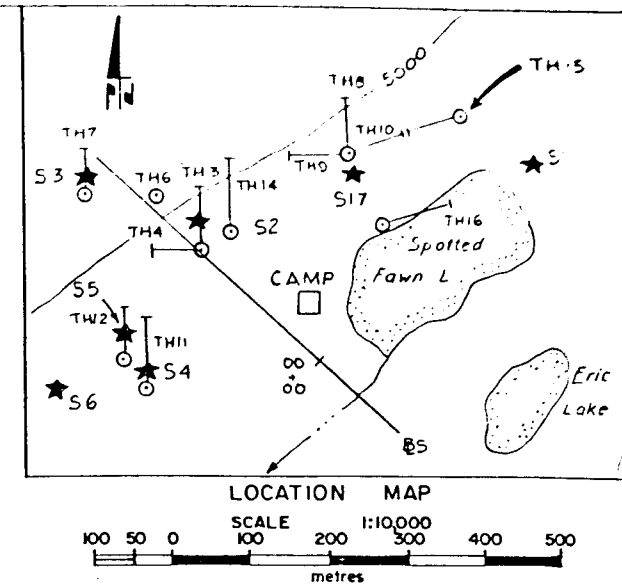 N
5000
TH8
TH·5
TH7
TH10
S3
TH6
TH3
TH9
S
TH14
S17
S2
TH16
TH4
Spotted
Fawn L
CAMP
S5
TH12
TH11
S4
S6
Eric
Lake
LOCATION MAP
SCALE 1:10,000
100 50 0 100 200 300 400 500
metres